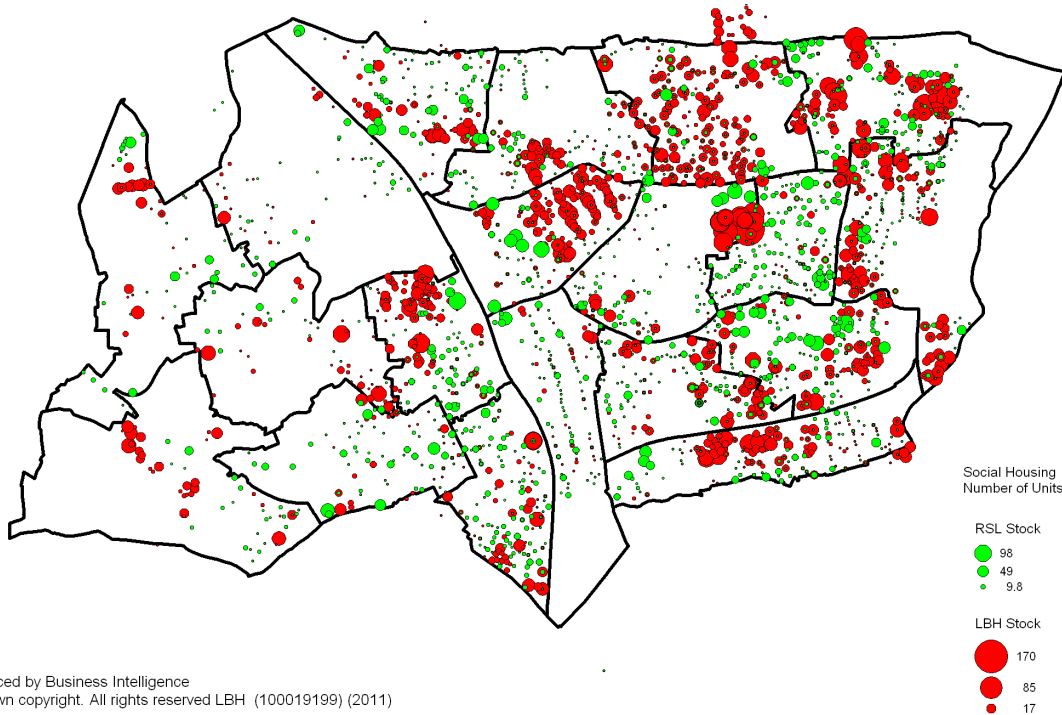 Social Housing
Number of Units
RSL Stock
98
49
9.8
LBH Stock
170
85
17
ced by Business Intelligence
wn copyright. All rights reserved LBH (100019199) (2011)